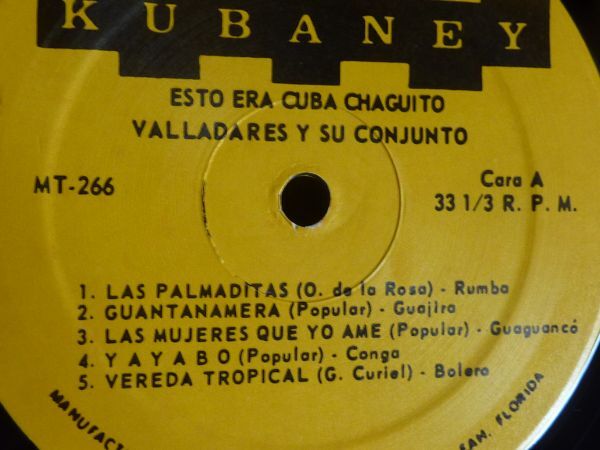 KUBANEY
ESTO ERA CUBA CHAGUITO
VALLADARES Y SU CONJUNTO
MT-266
Cara A
33 1/3 R. P. M.
1. LAS PALMADITAS (O. de la Rosa) - Rumba
2. GUANTANAMERA (Popular) - Guajira
3. LAS MUJERES QUE YO AME (Popular) - Guaguancó
4. Y A Y A B O (Popular) - Conga
5. VEREDA TROPICAL (G. Curiel) - Bolero
FLORIDA